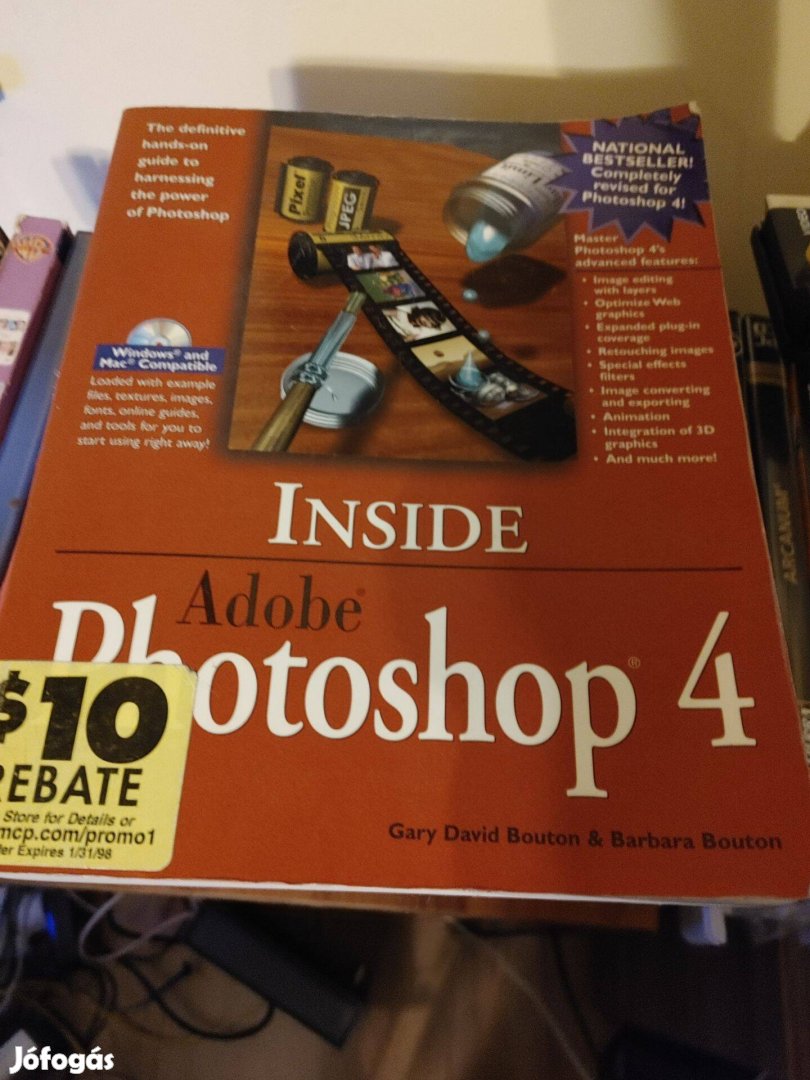 The definitive
hands-on
guide to
harnessing
the power
of Photoshop
Pixel
JPEG
NATIONAL
BESTSELLER!
Completely
revised for
Photoshop 4!
Master
Photoshop 4's
advanced features:
• Image editing
with layers
• Optimize Web
graphics
• Expanded plug-in
coverage
• Retouching images
• Special effects
filters
• Image converting
and exporting
• Animation
• Integration of 3D
graphics
• And much more!
Windows® and
Mac® Compatible
Loaded with example
files, textures, images,
fonts, online guides,
and tools for you to
start using right away!
INSIDE
Adobe®
Photoshop® 4
$10
REBATE
Store for Details or
mcp.com/promo1
Expires 1/31/98
Gary David Bouton & Barbara Bouton
WB
ARCANUM
Jófogás